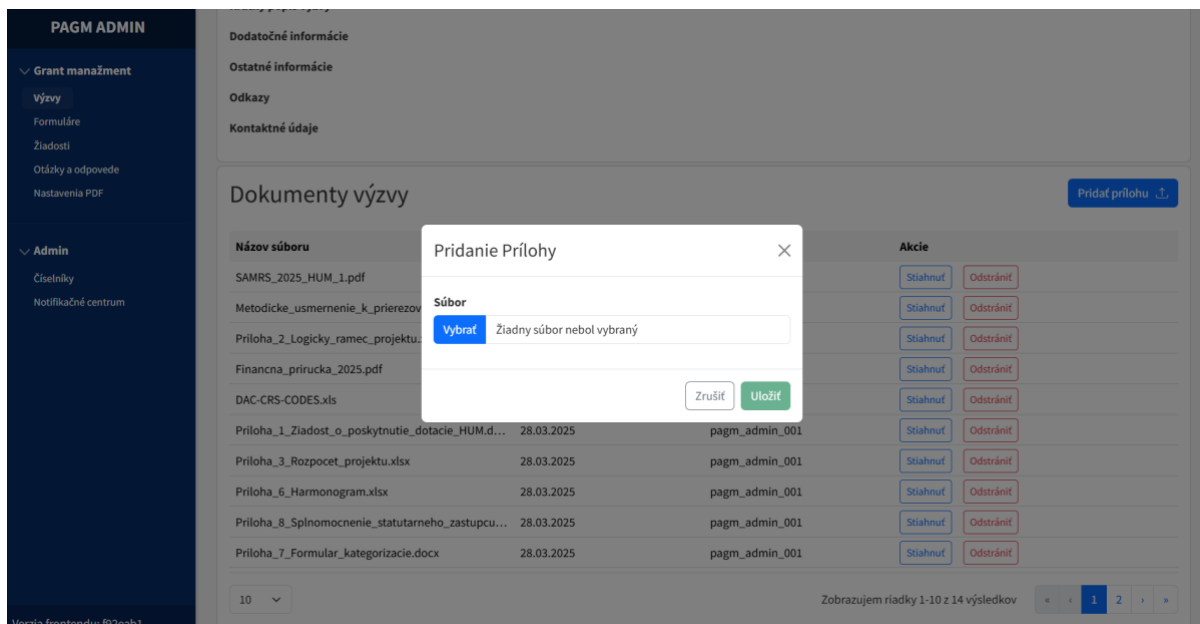 PAGM ADMIN
Grant manažment
Výzvy
Formuláre
Žiadosti
Otázky a odpovede
Nastavenia PDF
Admin
Číselníky
Notifikačné centrum
Dodatočné informácie
Ostatné informácie
Odkazy
Kontaktné údaje
Dokumenty výzvy
Pridať prílohu
Názov súboru Akcie
SAMRS_2025_HUM_1.pdf Stiahnuť Odstrániť
Metodicke_usmernenie_k_prierezov Stiahnuť Odstrániť
Priloha_2_Logicky_ramec_projektu. Stiahnuť Odstrániť
Financna_prirucka_2025.pdf Stiahnuť Odstrániť
DAC-CRS-CODES.xls Stiahnuť Odstrániť
Priloha_1_Ziadost_o_poskytnutie_dotacie_HUM.d... 28.03.2025 pagm_admin_001 Stiahnuť Odstrániť
Priloha_3_Rozpocet_projektu.xlsx 28.03.2025 pagm_admin_001 Stiahnuť Odstrániť
Priloha_6_Harmonogram.xlsx 28.03.2025 pagm_admin_001 Stiahnuť Odstrániť
Priloha_8_Splnomocnenie_statutarneho_zastupcu... 28.03.2025 pagm_admin_001 Stiahnuť Odstrániť
Priloha_7_Formular_kategorizacie.docx 28.03.2025 pagm_admin_001 Stiahnuť Odstrániť
10 Zobrazujem riadky 1-10 z 14 výsledkov « ‹ 1 2 › »
Pridanie Prílohy
Súbor
Vybrať Žiadny súbor nebol vybraný
Zrušiť Uložiť